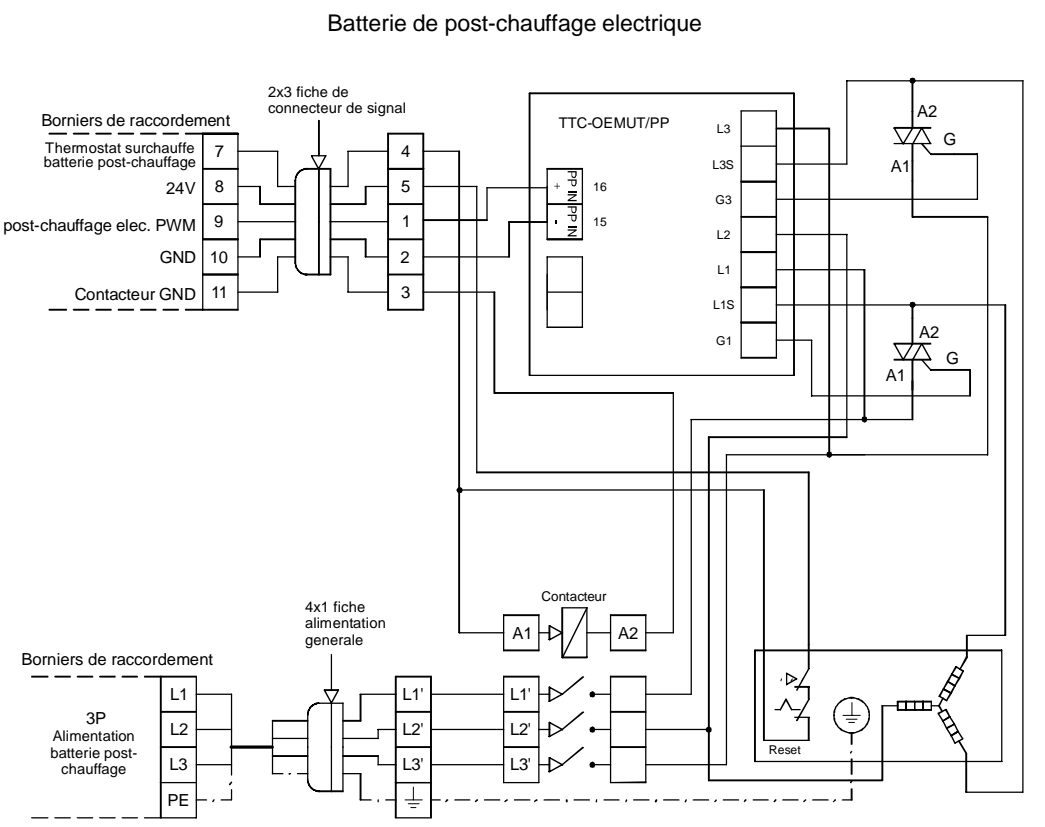 Batterie de post-chauffage electrique
2x3 fiche de
connecteur de signal
Borniers de raccordement
Thermostat surchauffe
batterie post-chauffage
7
24V
8
post-chauffage elec. PWM
9
GND
10
Contacteur GND
11
4
5
1
2
3
TTC-OEMUT/PP
+
PP IN
16
-
PP IN
15
L3
L3S
G3
L2
L1
L1S
G1
A2
G
A1
A2
G
A1
Contacteur
A1
A2
4x1 fiche
alimentation
generale
Borniers de raccordement
3P
Alimentation
batterie post-
chauffage
L1
L2
L3
PE
L1'
L2'
L3'
L1'
L2'
L3'
Reset